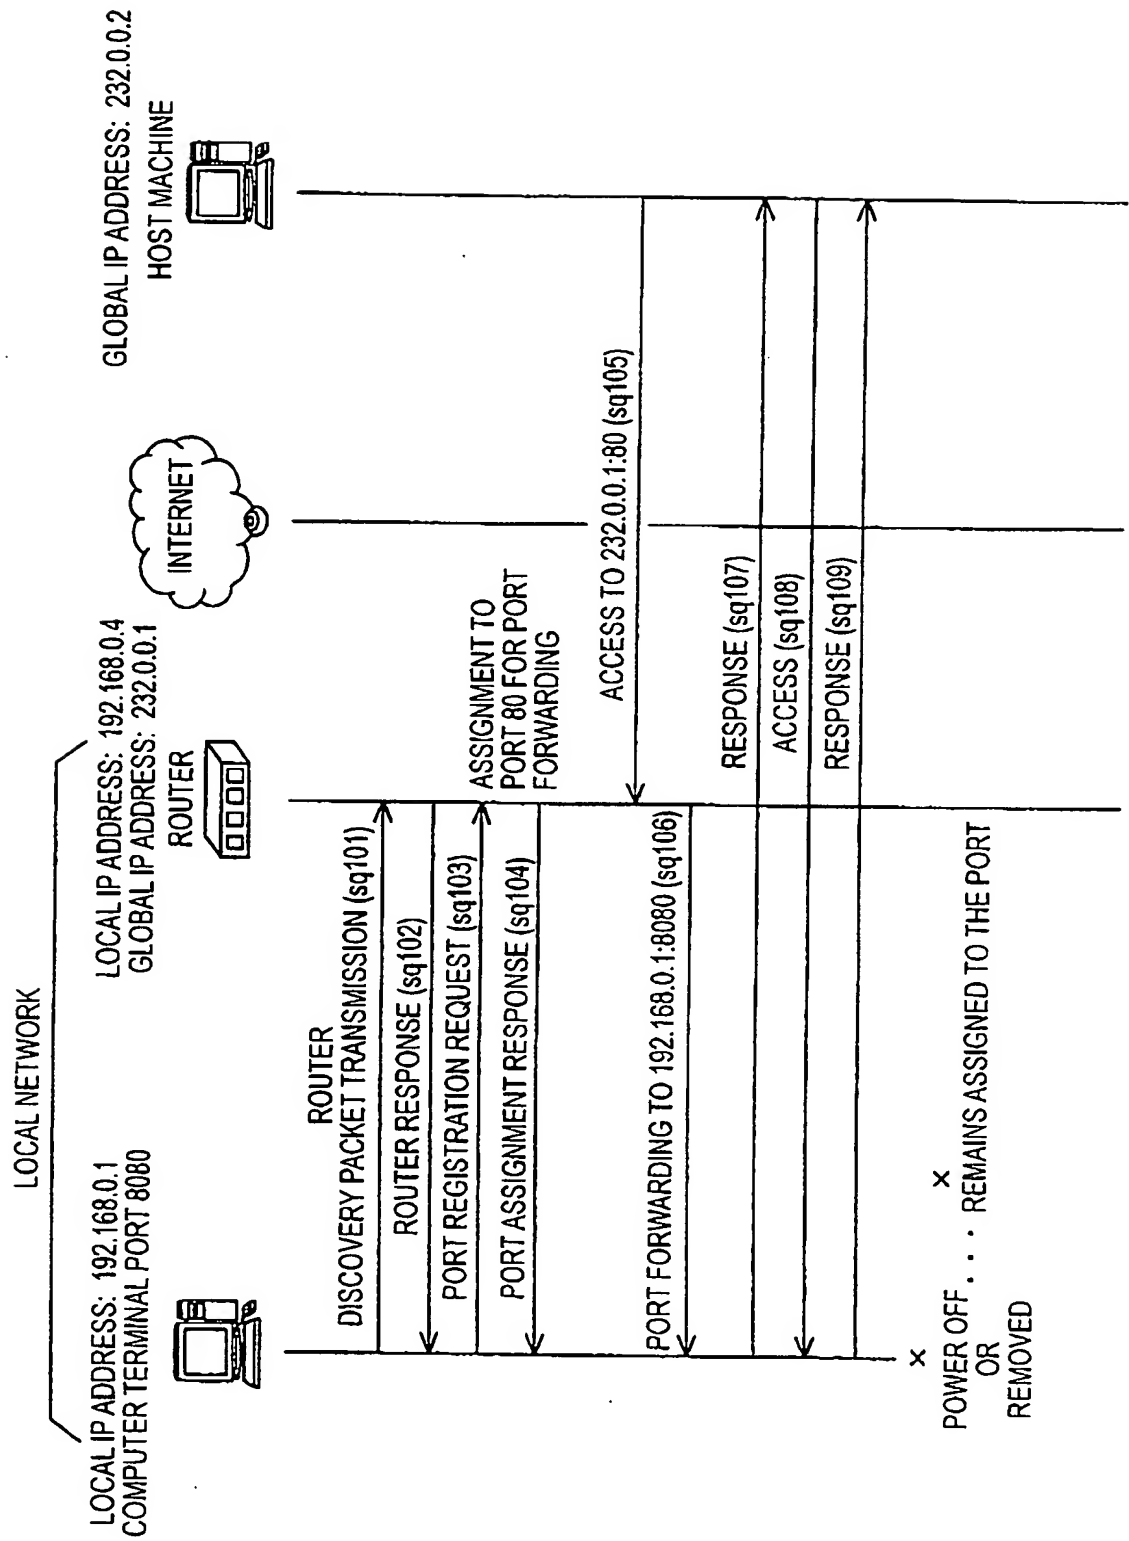 LOCAL NETWORK
LOCAL IP ADDRESS: 192.168.0.1
COMPUTER TERMINAL PORT 8080
LOCAL IP ADDRESS: 192.168.0.4
GLOBAL IP ADDRESS: 232.0.0.1
ROUTER
INTERNET
GLOBAL IP ADDRESS: 232.0.0.2
HOST MACHINE
ROUTER
DISCOVERY PACKET TRANSMISSION (sq101)
ROUTER RESPONSE (sq102)
PORT REGISTRATION REQUEST (sq103)
ASSIGNMENT TO
PORT 80 FOR PORT
FORWARDING
PORT ASSIGNMENT RESPONSE (sq104)
ACCESS TO 232.0.0.1:80 (sq105)
PORT FORWARDING TO 192.168.0.1:8080 (sq106)
RESPONSE (sq107)
ACCESS (sq108)
RESPONSE (sq109)
×
×
POWER OFF . . . REMAINS ASSIGNED TO THE PORT
OR
REMOVED